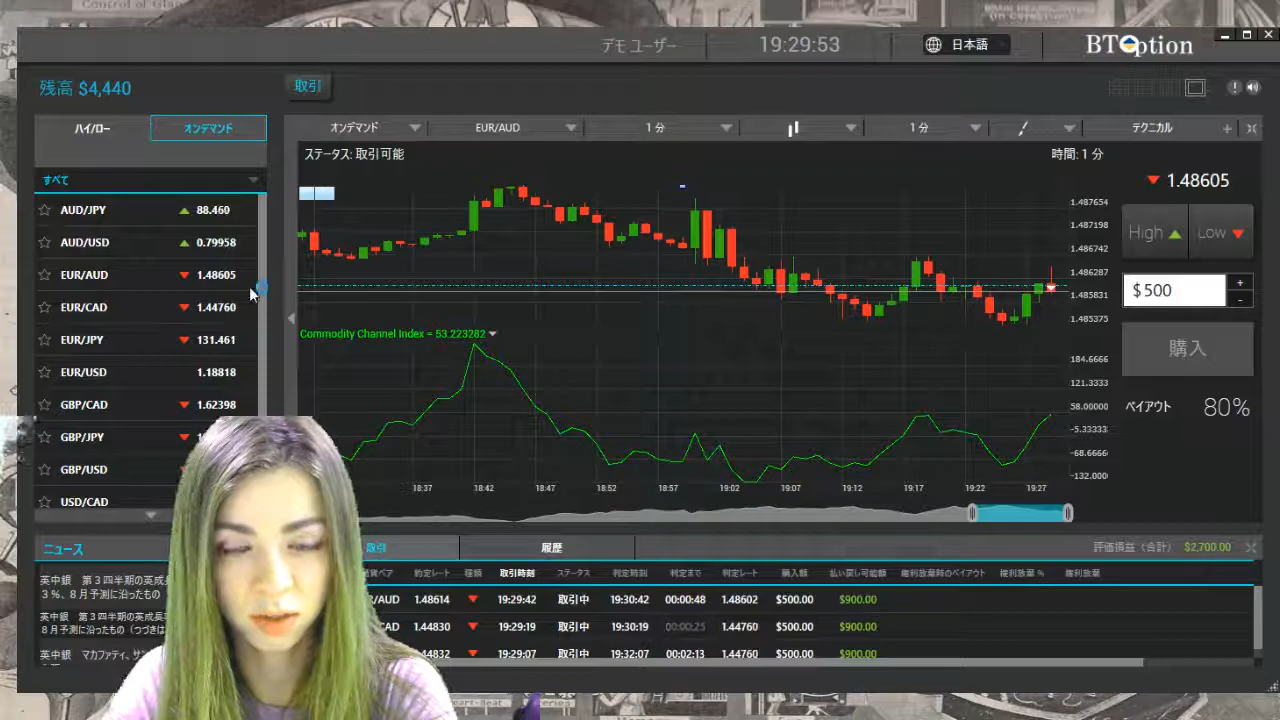 デモ ユーザー
19:29:53
日本語
BTOption
残高 $4,440
取引
ハイ/ロー
オンデマンド
オンデマンド
EUR/AUD
1 分
1 分
テクニカル
ステータス: 取引可能
時間: 1 分
すべて
AUD/JPY 88.460
AUD/USD 0.79958
EUR/AUD 1.48605
EUR/CAD 1.44760
EUR/JPY 131.461
EUR/USD 1.18818
GBP/CAD 1.62398
GBP/JPY
GBP/USD
USD/CAD
1.487654
1.487198
1.486742
1.486287
1.485831
1.485375
Commodity Channel Index = 53.223282
184.6666
121.3333
58.00000
-5.33333
-68.6666
-132.000
18:37 18:42 18:47 18:52 18:57 19:02 19:07 19:12 19:17 19:22 19:27
1.48605
High
Low
$500
+
-
購入
ペイアウト 80%
ニュース
取引
履歴
評価損益（合計） $2,700.00
約定レート 種類 取引時刻 ステータス 判定時刻 判定まで 判定レート 購入額 払い戻し可能額 権利放棄時のペイアウト 権利放棄 % 権利放棄
/AUD 1.48614 19:29:42 取引中 19:30:42 00:00:48 1.48602 $500.00 $900.00
CAD 1.44830 19:29:19 取引中 19:30:19 00:00:25 1.44760 $500.00 $900.00
44832 19:29:07 取引中 19:32:07 00:02:13 1.44760 $500.00 $900.00
英中銀 第３四半期の英成長
３%、８月予測に沿ったもの
英中銀 第３四半期の英成長
８月予測に沿ったもの（つづきは
英中銀 マカファティ、サン